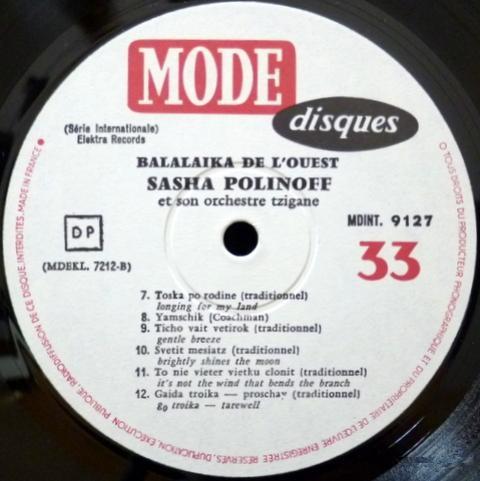 MODE
disques
(Série Internationale)
Elektra Records
BALALAIKA DE L'OUEST
SASHA POLINOFF
et son orchestre tzigane
DP
MDINT. 9127
(MDEKL. 7212-B)
33
7. Toska po rodine (traditionnel)
longing for my land
8. Yamschik (Coachman)
9. Ticho vait vetirok (traditionnel)
gentle breeze
10. Svetit mesiatz (traditionnel)
brightly shines the moon
11. To nie vieter vietku clonit (traditionnel)
it's not the wind that bends the branch
12. Gaida troika — proschay (traditionnel)
go troika — tarewell
O TOUS DROITS DU PRODUCTEUR PHONOGRAPHIQUE ET DU PROPRIETAIRE DE L'ŒUVRE ENREGISTRÉE RÉSERVÉS. DUPLICATION, EXÉCUTION PUBLIQUE, RADIODIFFUSION DE CE DISQUE INTERDITES. MADE IN FRANCE